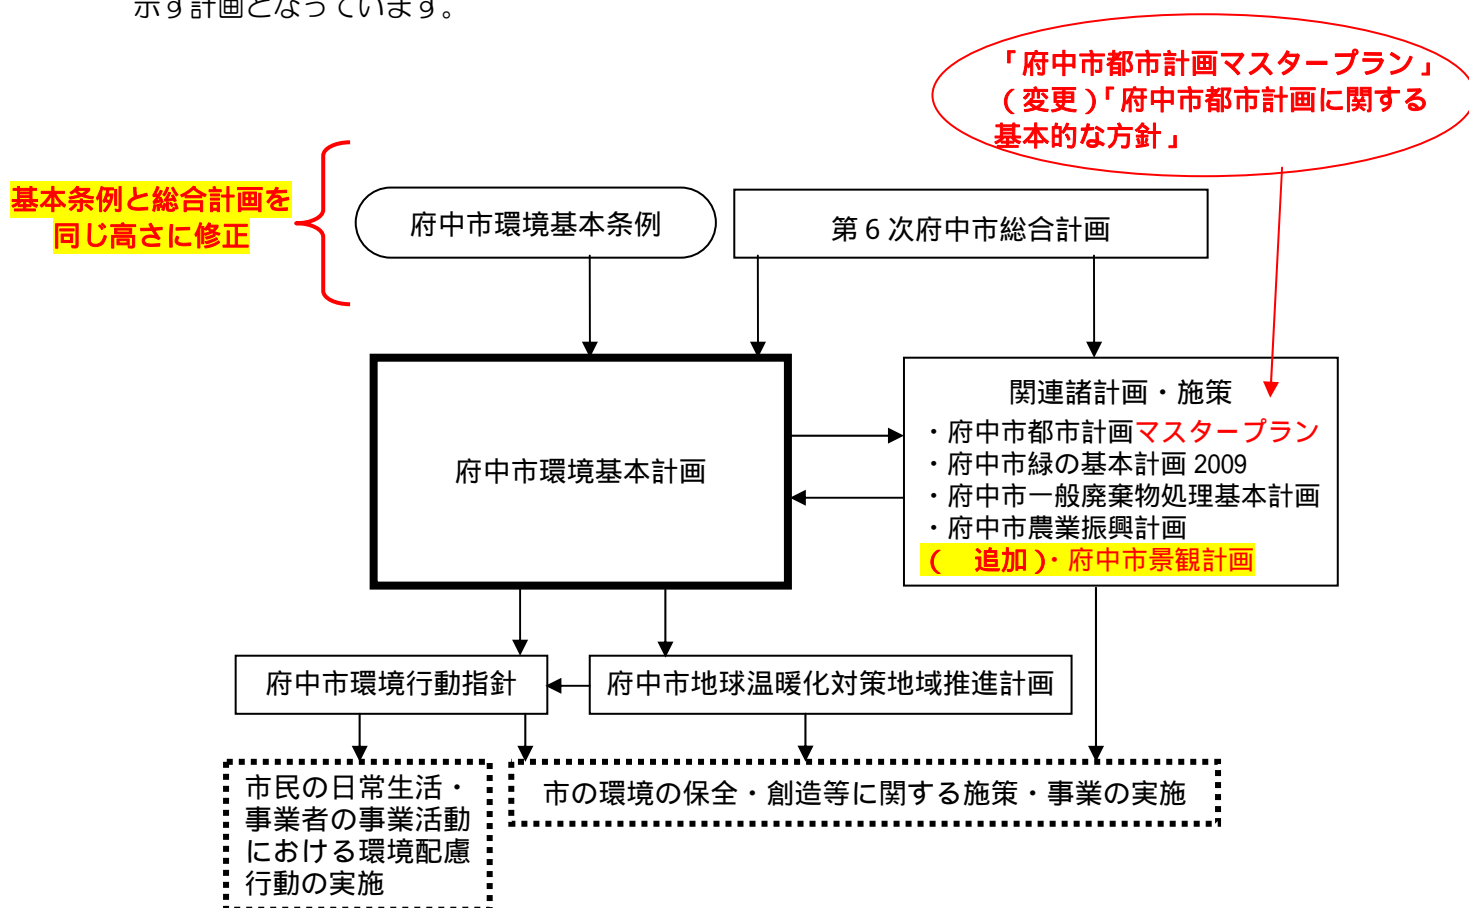 示す計画となっています。
「府中市都市計画マスタープラン」
（変更）「府中市都市計画に関する
基本的な方針」
基本条例と総合計画を
同じ高さに修正
府中市環境基本条例
第６次府中市総合計画
府中市環境基本計画
関連諸計画・施策
・府中市都市計画マスタープラン
・府中市緑の基本計画 2009
・府中市一般廃棄物処理基本計画
・府中市農業振興計画
（　追加）・府中市景観計画
府中市環境行動指針
府中市地球温暖化対策地域推進計画
市民の日常生活・
事業者の事業活動
における環境配慮
行動の実施
市の環境の保全・創造等に関する施策・事業の実施